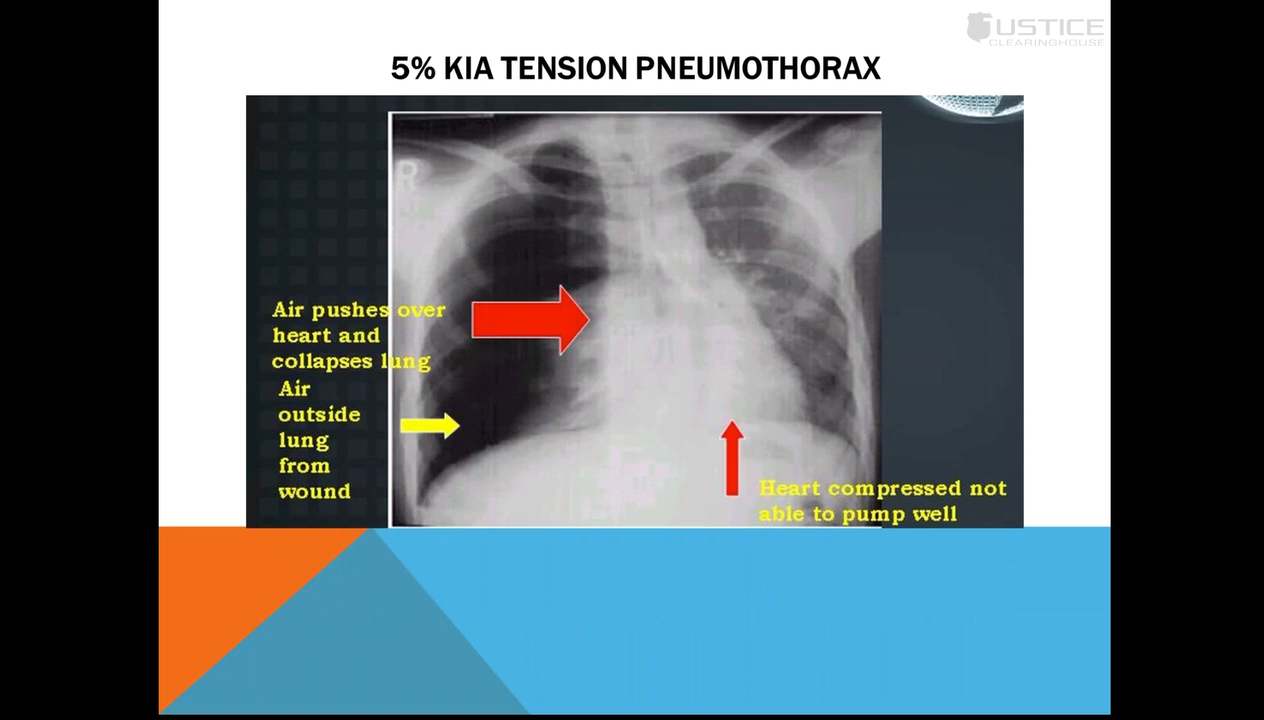 JUSTICE
CLEARINGHOUSE
5% KIA TENSION PNEUMOTHORAX
R
Air pushes over
heart and
collapses lung
Air
outside
lung
from
wound
Heart compressed not
able to pump well